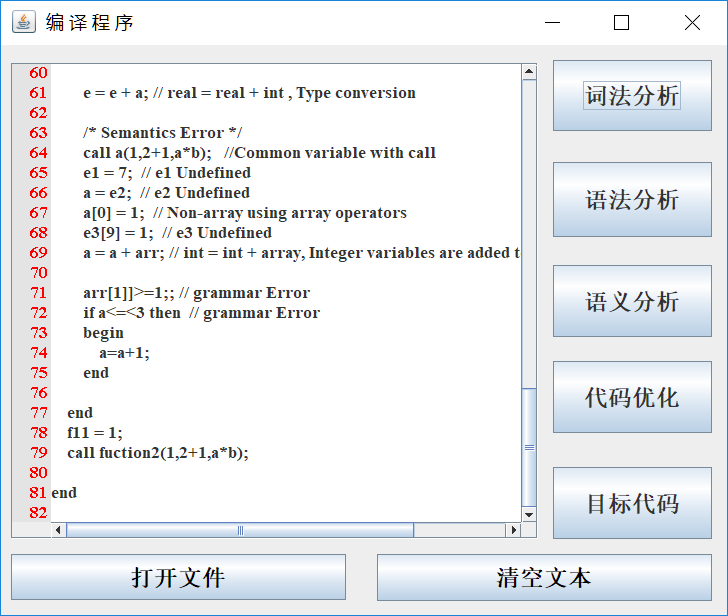 编译程序
60
61 e = e + a; // real = real + int , Type conversion
62
63 /* Semantics Error */
64 call a(1,2+1,a*b); //Common variable with call
65 e1 = 7; // e1 Undefined
66 a = e2; // e2 Undefined
67 a[0] = 1; // Non-array using array operators
68 e3[9] = 1; // e3 Undefined
69 a = a + arr; // int = int + array, Integer variables are added t
70
71 arr[1]]>=1;; // grammar Error
72 if a<=<3 then // grammar Error
73 begin
74 a=a+1;
75 end
76
77 end
78 f11 = 1;
79 call fuction2(1,2+1,a*b);
80
81 end
82
词法分析
语法分析
语义分析
代码优化
目标代码
打开文件
清空文本